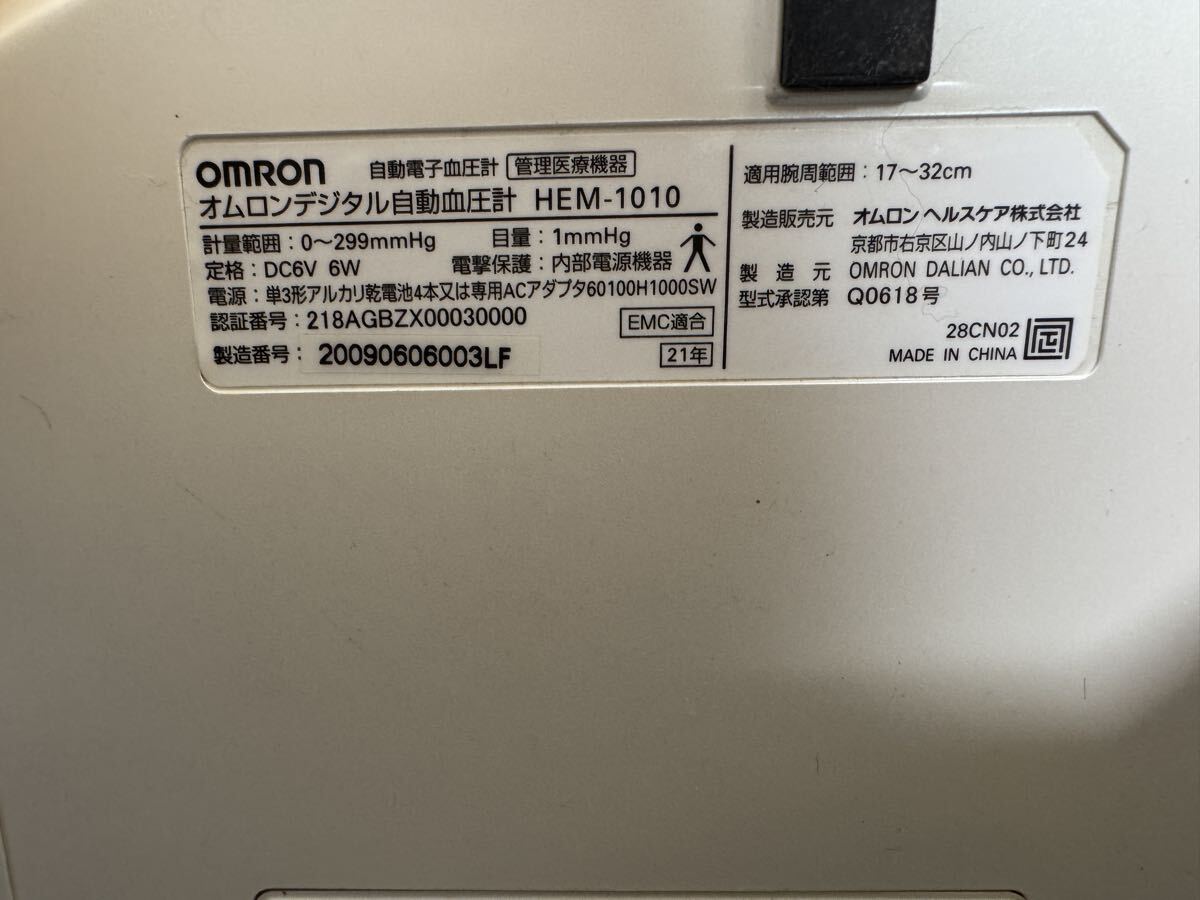 OMRON 自動電子血圧計 管理医療機器
オムロンデジタル自動血圧計 HEM-1010
計量範囲:0～299mmHg 目量:1mmHg
定格:DC6V 6W 電撃保護:内部電源機器
電源:単3形アルカリ乾電池4本又は専用ACアダプタ60100H1000SW
認証番号:218AGBZX00030000 EMC適合
製造番号: 20090606003LF 21年
適用腕周範囲:17～32cm
製造販売元 オムロン ヘルスケア株式会社
京都市右京区山ノ内山ノ下町24
製造元 OMRON DALIAN CO., LTD.
型式承認第 Q0618号
28CN02
MADE IN CHINA 正